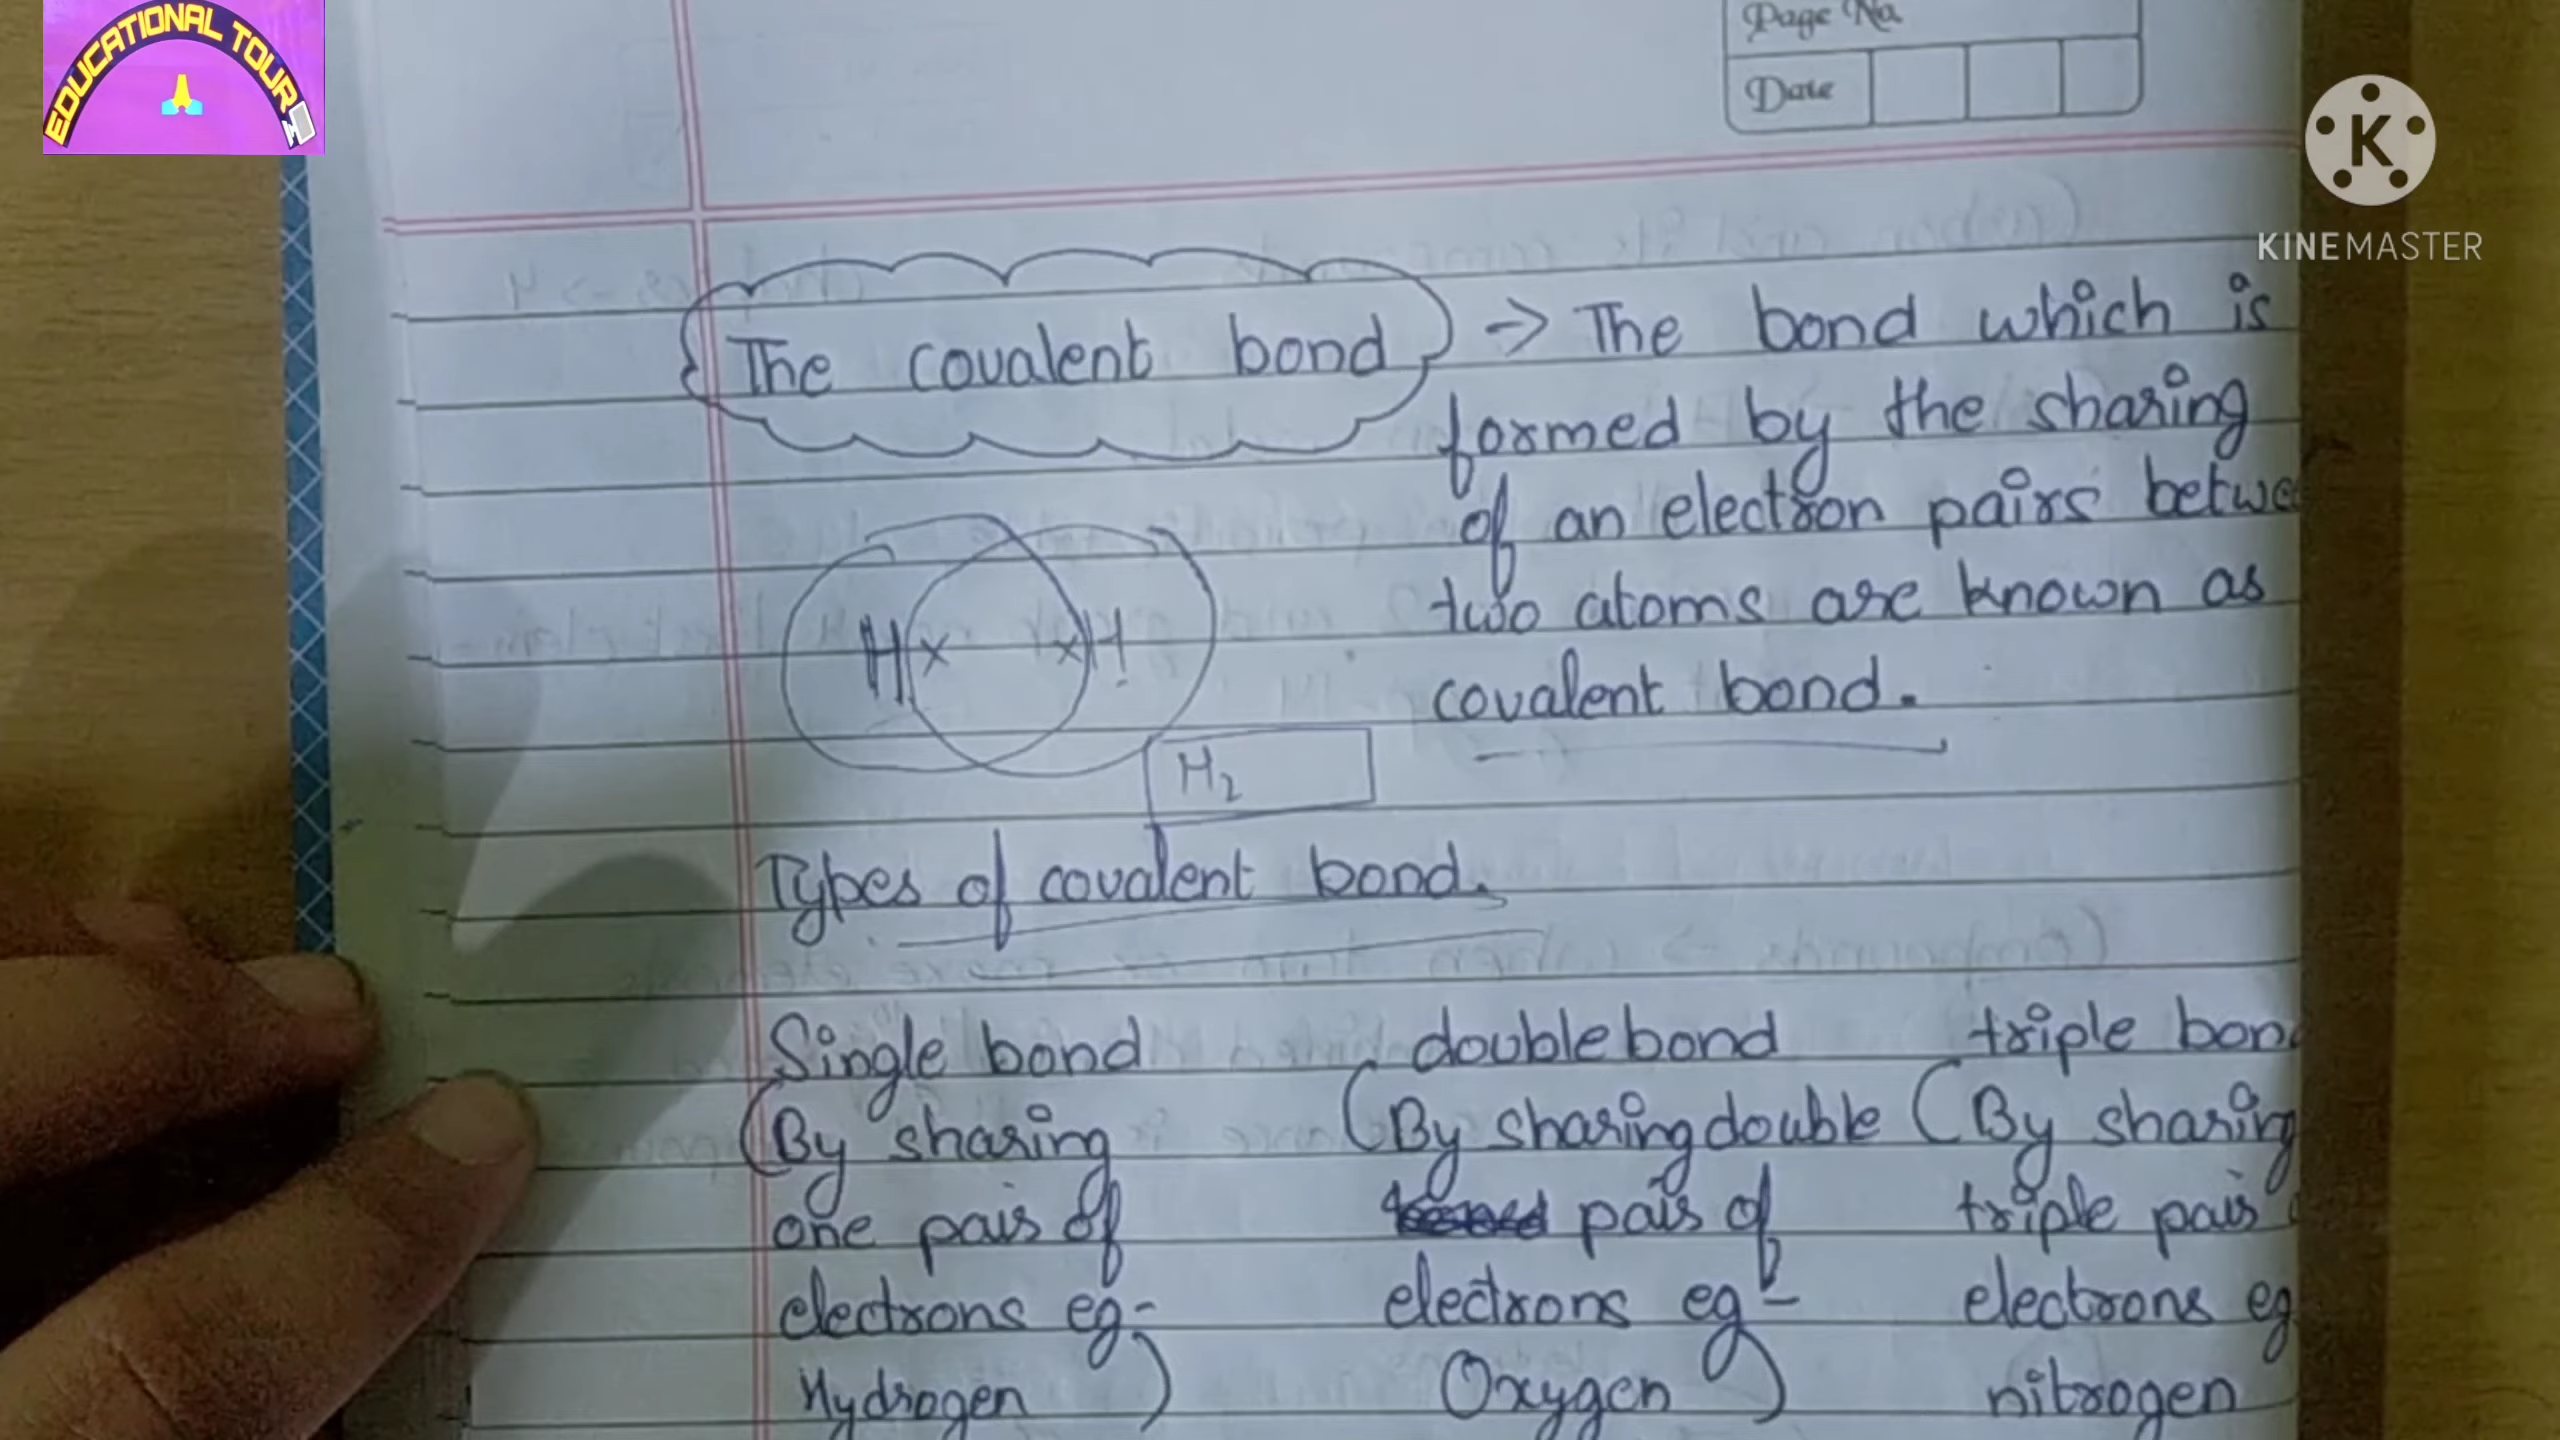 EDUCATIONAL TOUR
Page No.
Date
K
KINEMASTER
The covalent bond → The bond which is
formed by the sharing
of an electron pairs betwe
two atoms are known as
covalent bond.
H x x H
H2
Types of covalent bond.
Single bond
(By sharing
one pair of
electrons eg-
Hydrogen )
double bond
(By sharing double
pair of
electrons eg-
Oxygen )
triple bon
(By sharing
triple pair
electrons eg
nitrogen